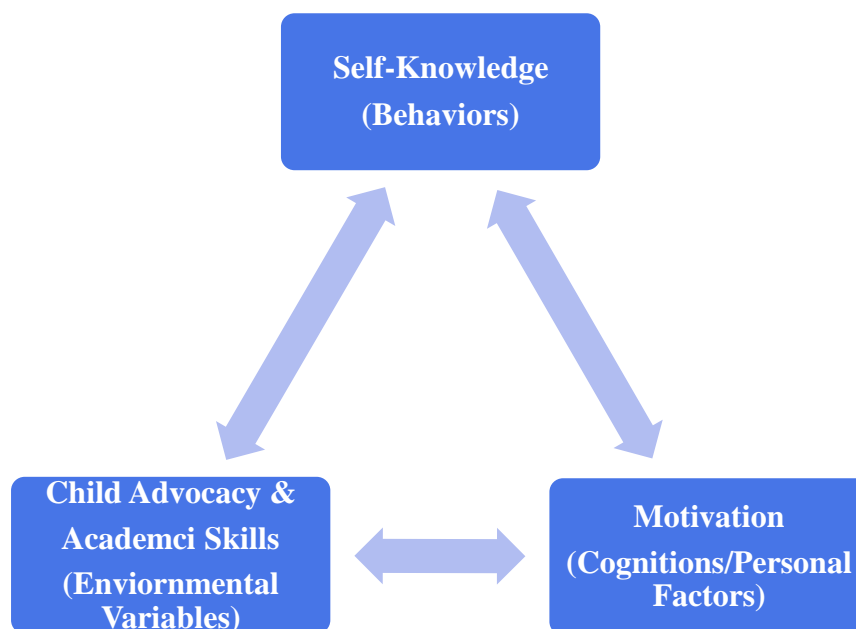 Self-Knowledge
(Behaviors)
Child Advocacy &
Academci Skills
(Enviornmental
Variables)
Motivation
(Cognitions/Personal
Factors)